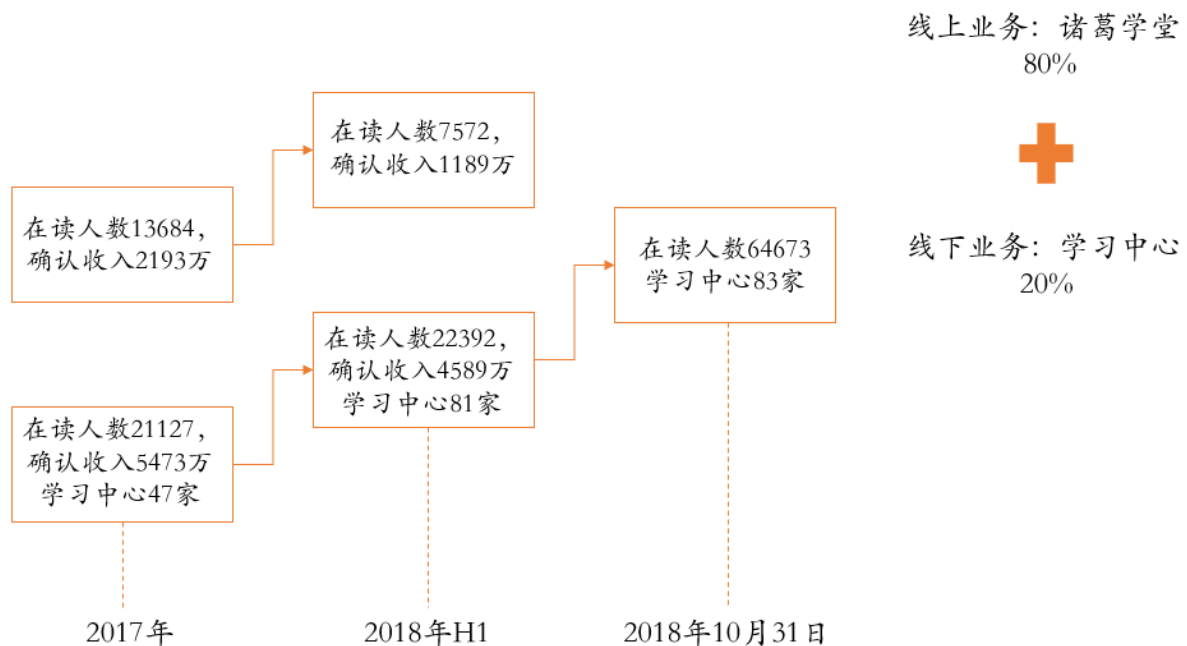 线上业务：诸葛学堂
80%
在读人数7572，
确认收入1189万
在读人数13684，
确认收入2193万
在读人数64673
学习中心83家
线下业务：学习中心
20%
在读人数22392，
确认收入4589万
学习中心81家
在读人数21127，
确认收入5473万
学习中心47家
2017年
2018年H1
2018年10月31日